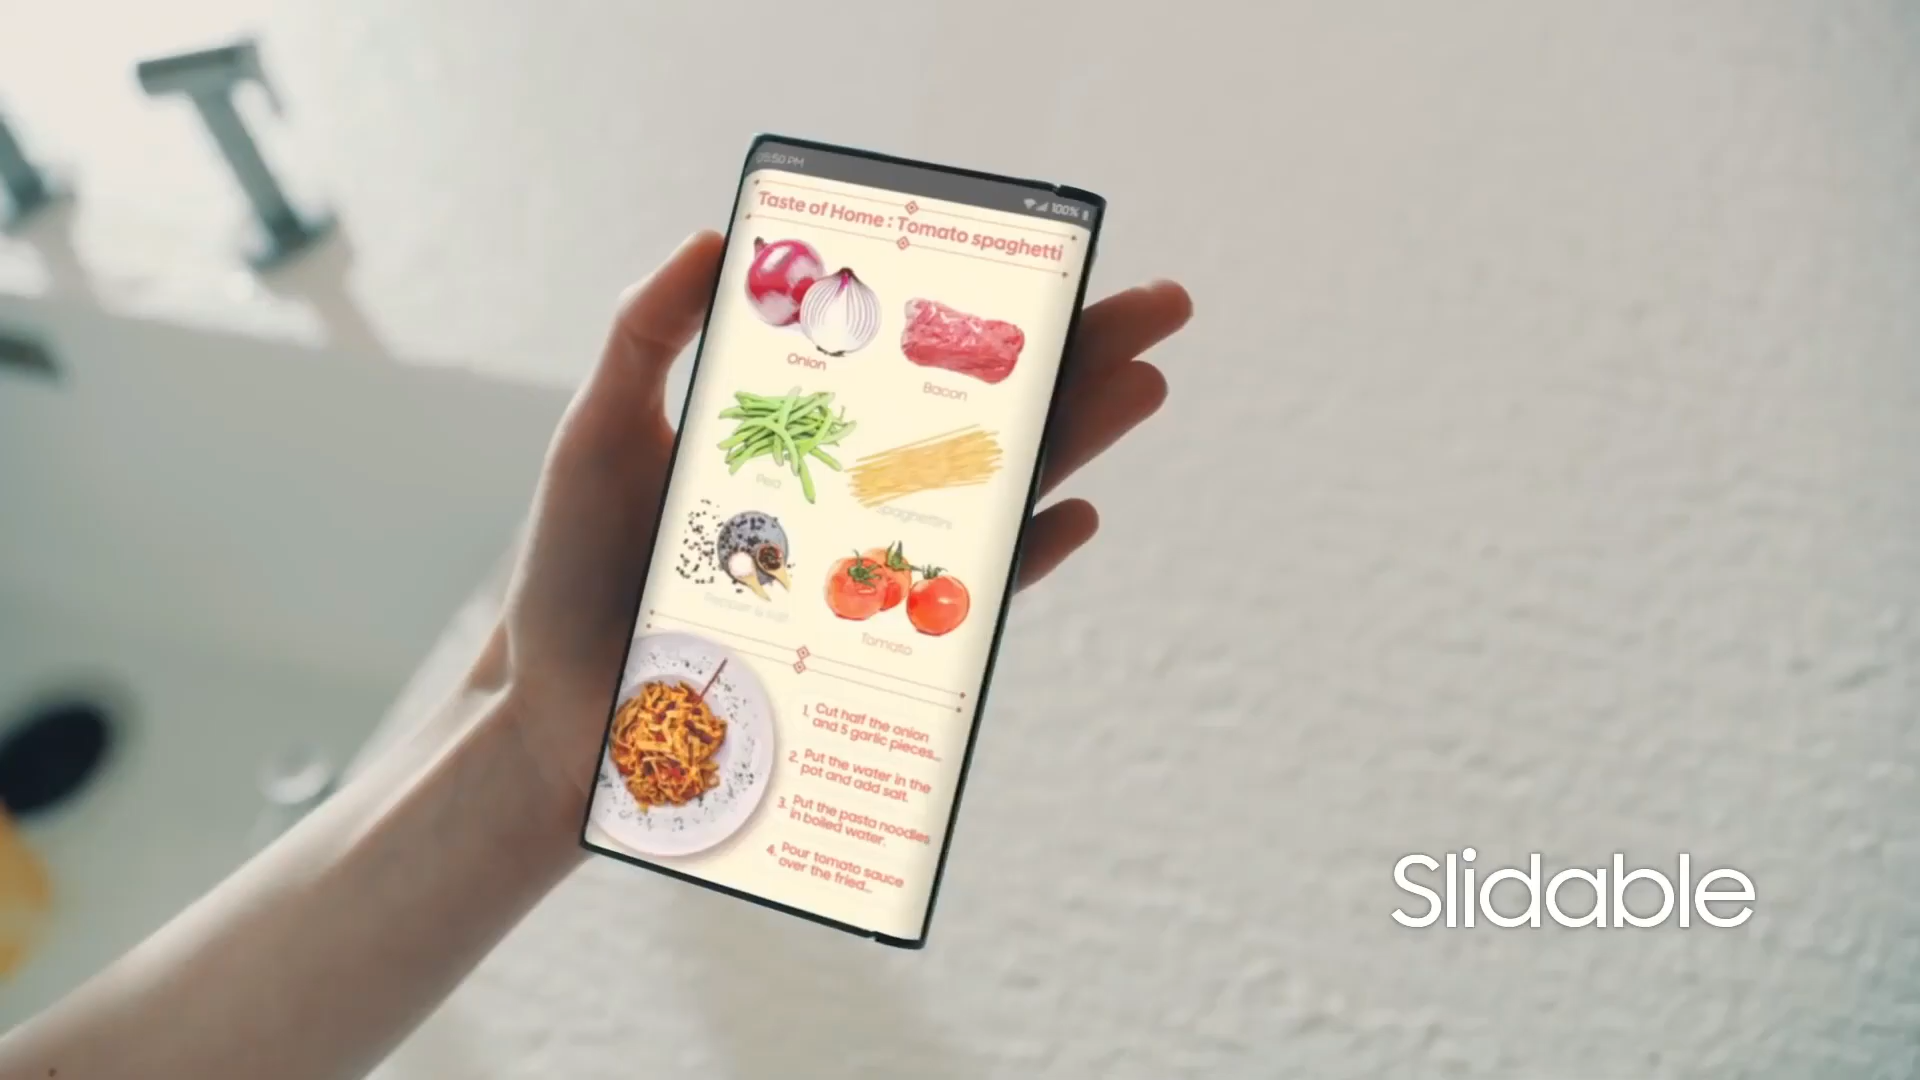 05:50 PM
100%
Taste of Home : Tomato spaghetti
Onion
Bacon
Pea
Spaghettini
Pepper & salt
Tomato
1. Cut half the onion
and 5 garlic pieces...
2. Put the water in the
pot and add salt.
3. Put the pasta noodles
in boiled water.
4. Pour tomato sauce
over the fried...
Slidable